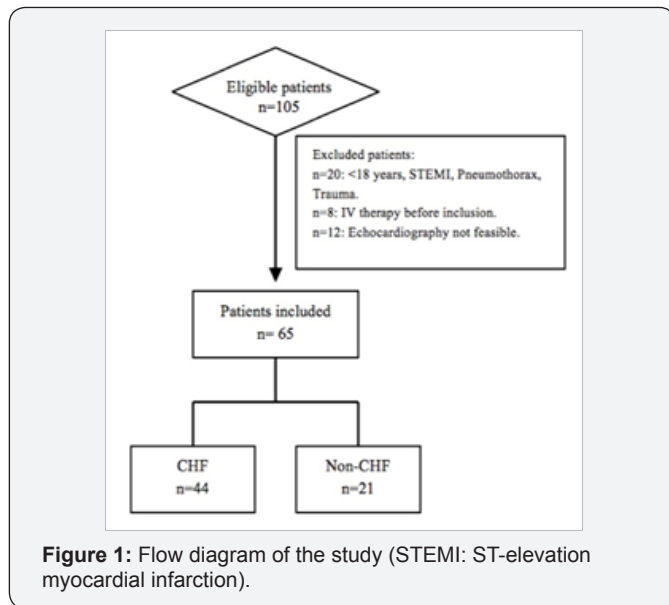 Eligible patients
n=105
Excluded patients:
n=20: <18 years, STEMI, Pneumothorax,
Trauma.
n=8: IV therapy before inclusion.
n=12: Echocardiography not feasible.
Patients included
n= 65
CHF
n=44
Non-CHF
n=21
Figure 1: Flow diagram of the study (STEMI: ST-elevation
myocardial infarction).